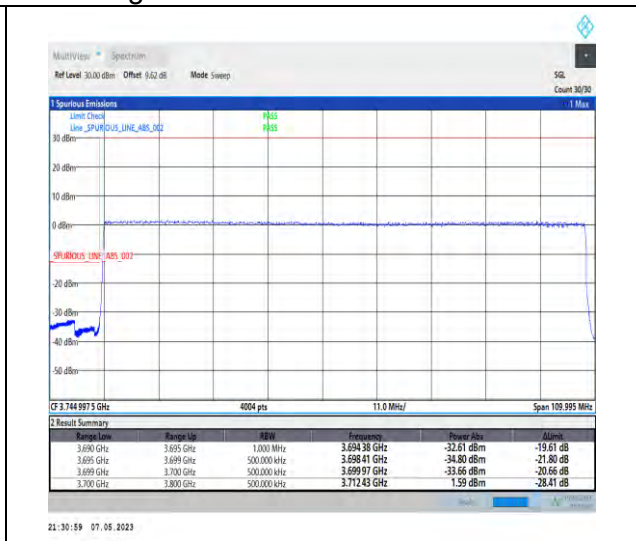 MultiView Spectrum
Ref Level 30.00 dBm Offset 9.62 dB Mode Sweep SGL
Count 30/30
1 Spurious Emissions 1 Max
Limit Check PASS
Line _SPURIOUS_LINE_ABS_002 PASS
30 dBm
20 dBm
10 dBm
0 dBm
_SPURIOUS_LINE_ABS_002
-20 dBm
-30 dBm
-40 dBm
-50 dBm
CF 3.744 997 5 GHz 4004 pts 11.0 MHz/ Span 109.995 MHz
2 Result Summary
Range Low Range Up RBW Frequency Power Abs ΔLimit
3.690 GHz 3.695 GHz 1.000 MHz 3.694 38 GHz -32.61 dBm -19.61 dB
3.695 GHz 3.699 GHz 500.000 kHz 3.698 41 GHz -34.80 dBm -21.80 dB
3.699 GHz 3.700 GHz 500.000 kHz 3.699 97 GHz -33.66 dBm -20.66 dB
3.700 GHz 3.800 GHz 500.000 kHz 3.712 43 GHz 1.59 dBm -28.41 dB
21:30:59 07.05.2023